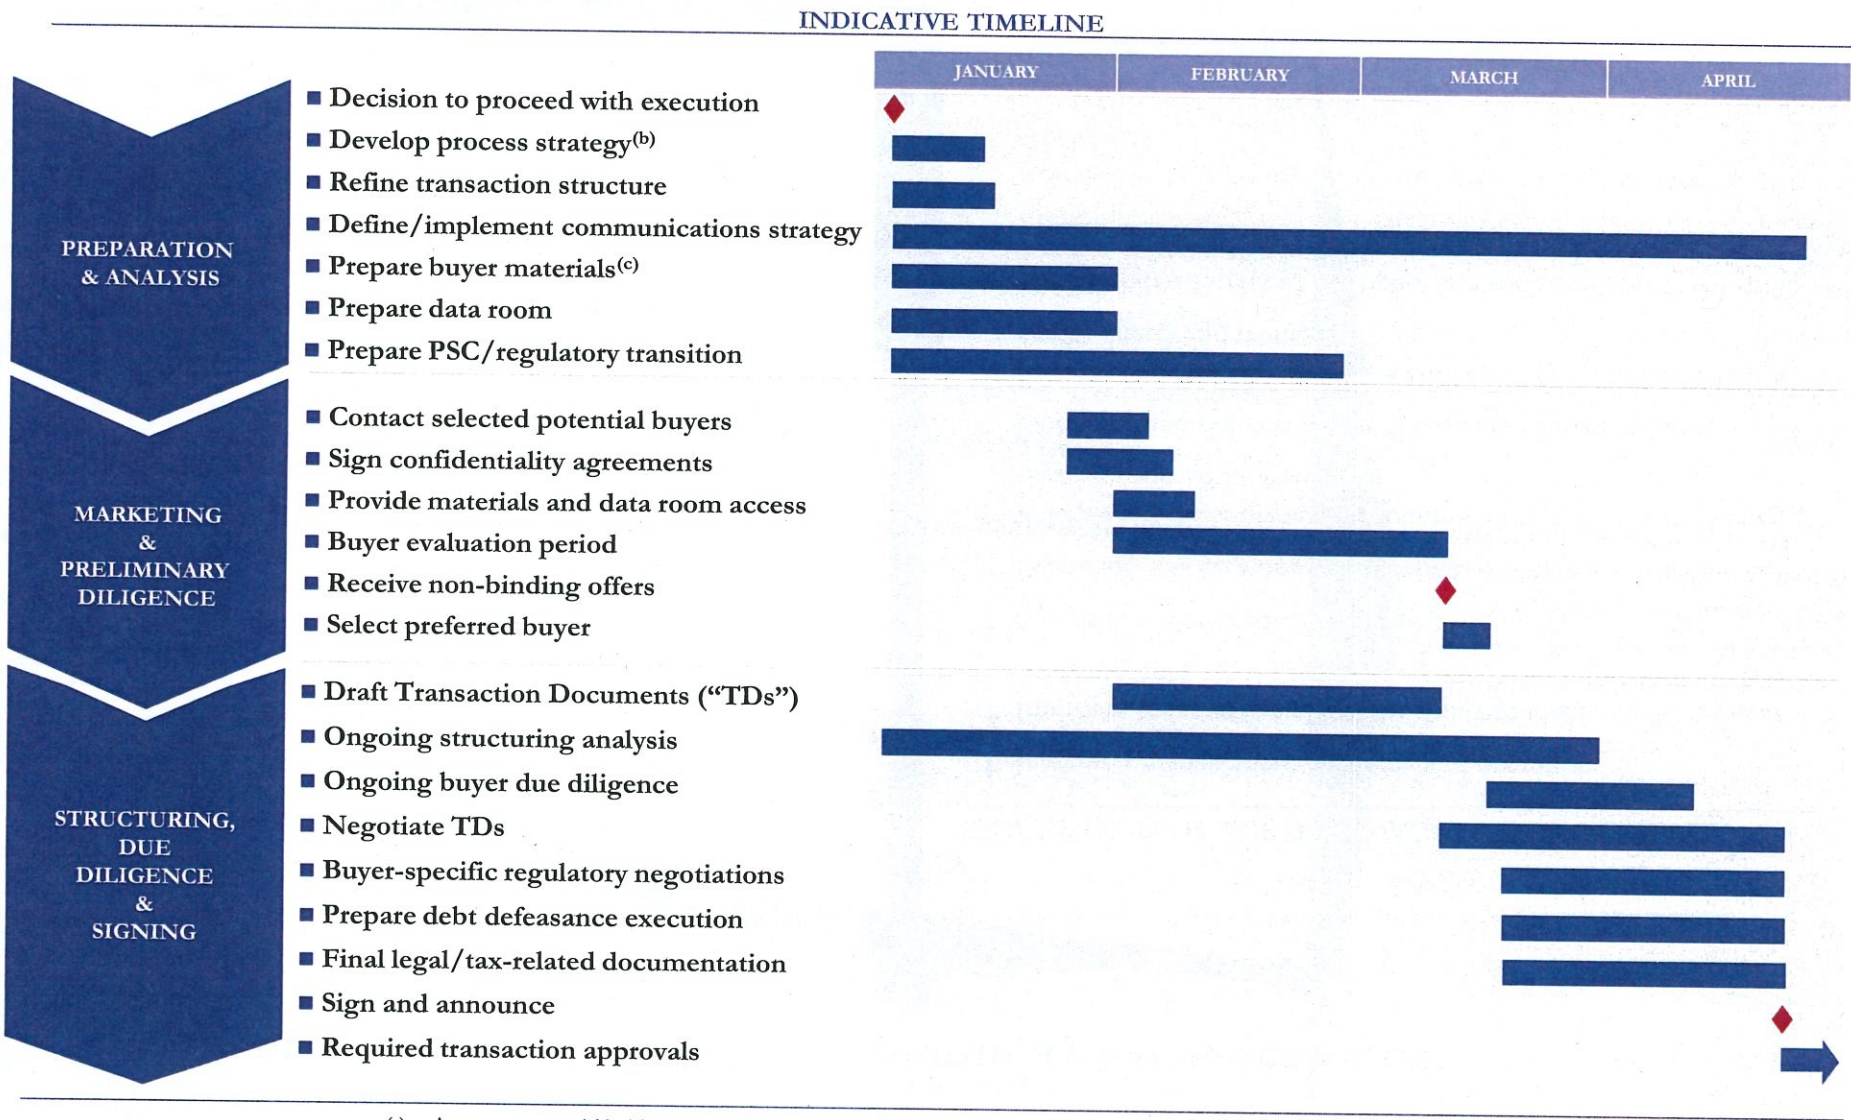 INDICATIVE TIMELINE
JANUARY FEBRUARY MARCH APRIL
PREPARATION
& ANALYSIS
■ Decision to proceed with execution
■ Develop process strategy(b)
■ Refine transaction structure
■ Define/implement communications strategy
■ Prepare buyer materials(c)
■ Prepare data room
■ Prepare PSC/regulatory transition
MARKETING
&
PRELIMINARY
DILIGENCE
■ Contact selected potential buyers
■ Sign confidentiality agreements
■ Provide materials and data room access
■ Buyer evaluation period
■ Receive non-binding offers
■ Select preferred buyer
STRUCTURING,
DUE
DILIGENCE
&
SIGNING
■ Draft Transaction Documents (“TDs”)
■ Ongoing structuring analysis
■ Ongoing buyer due diligence
■ Negotiate TDs
■ Buyer-specific regulatory negotiations
■ Prepare debt defeasance execution
■ Final legal/tax-related documentation
■ Sign and announce
■ Required transaction approvals